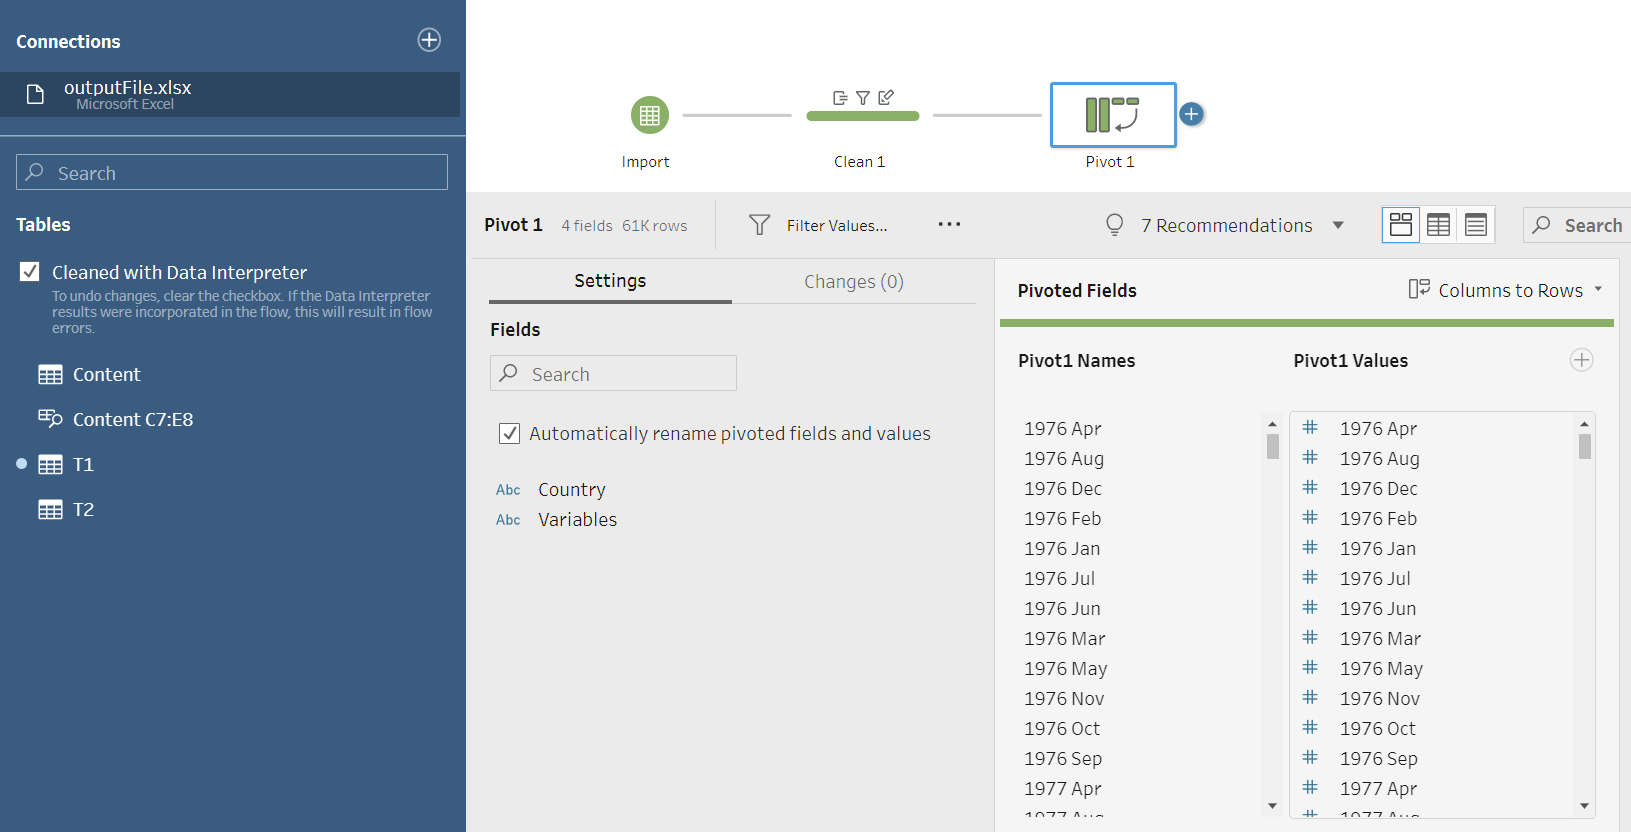 Connections
outputFile.xlsx
Microsoft Excel
Search
Tables
Cleaned with Data Interpreter
To undo changes, clear the checkbox. If the Data Interpreter
results were incorporated in the flow, this will result in flow
errors.
Content
Content C7:E8
T1
T2
Import
Clean 1
Pivot 1
Pivot 1 4 fields 61K rows
Filter Values...
7 Recommendations
Search
Settings
Changes (0)
Fields
Search
Automatically rename pivoted fields and values
Abc Country
Abc Variables
Pivoted Fields
Columns to Rows
Pivot1 Names
Pivot1 Values
1976 Apr
1976 Aug
1976 Dec
1976 Feb
1976 Jan
1976 Jul
1976 Jun
1976 Mar
1976 May
1976 Nov
1976 Oct
1976 Sep
1977 Apr
1977 Aug
# 1976 Apr
# 1976 Aug
# 1976 Dec
# 1976 Feb
# 1976 Jan
# 1976 Jul
# 1976 Jun
# 1976 Mar
# 1976 May
# 1976 Nov
# 1976 Oct
# 1976 Sep
# 1977 Apr
# 1977 Aug